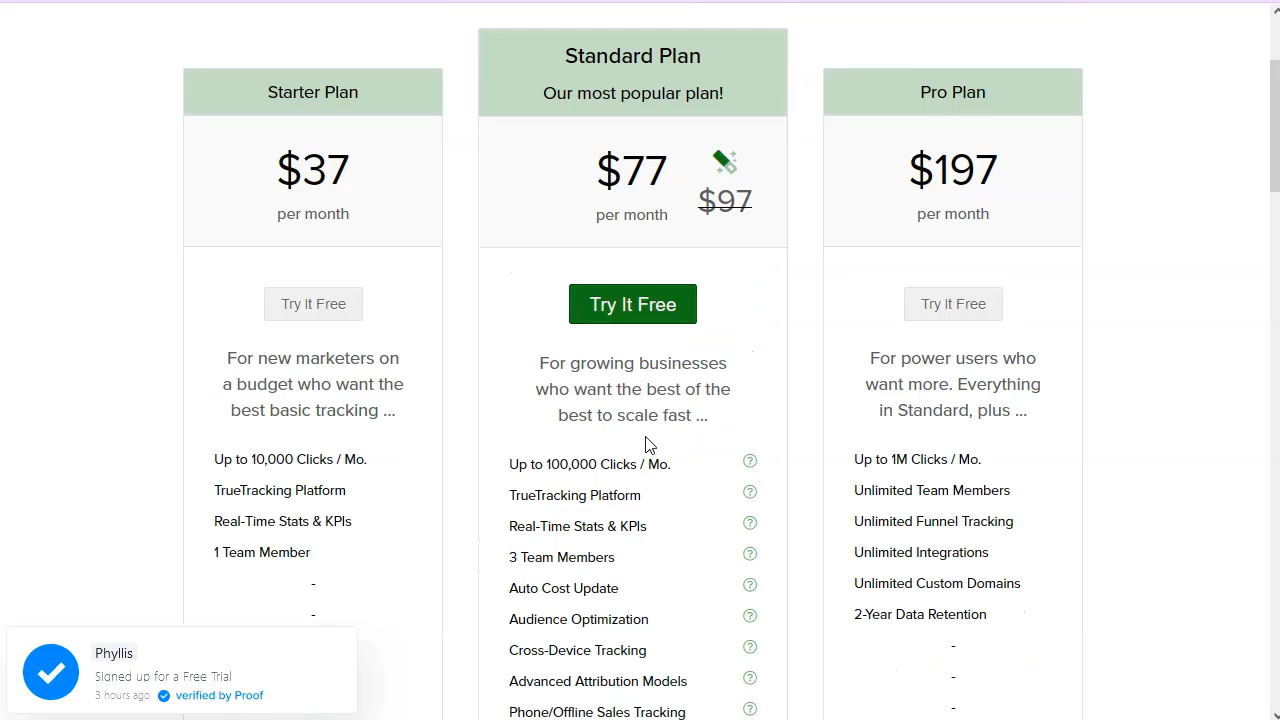 Starter Plan
$37
per month
Try It Free
For new marketers on
a budget who want the
best basic tracking ...
Up to 10,000 Clicks / Mo.
TrueTracking Platform
Real-Time Stats & KPIs
1 Team Member
-
-
Standard Plan
Our most popular plan!
$77
per month
$97
Try It Free
For growing businesses
who want the best of the
best to scale fast ...
Up to 100,000 Clicks / Mo.
?
TrueTracking Platform
?
Real-Time Stats & KPIs
?
3 Team Members
?
Auto Cost Update
?
Audience Optimization
?
Cross-Device Tracking
?
Advanced Attribution Models
?
Phone/Offline Sales Tracking
?
Pro Plan
$197
per month
Try It Free
For power users who
want more. Everything
in Standard, plus ...
Up to 1M Clicks / Mo.
Unlimited Team Members
Unlimited Funnel Tracking
Unlimited Integrations
Unlimited Custom Domains
2-Year Data Retention
-
-
-
Phyllis
Signed up for a Free Trial
3 hours ago verified by Proof